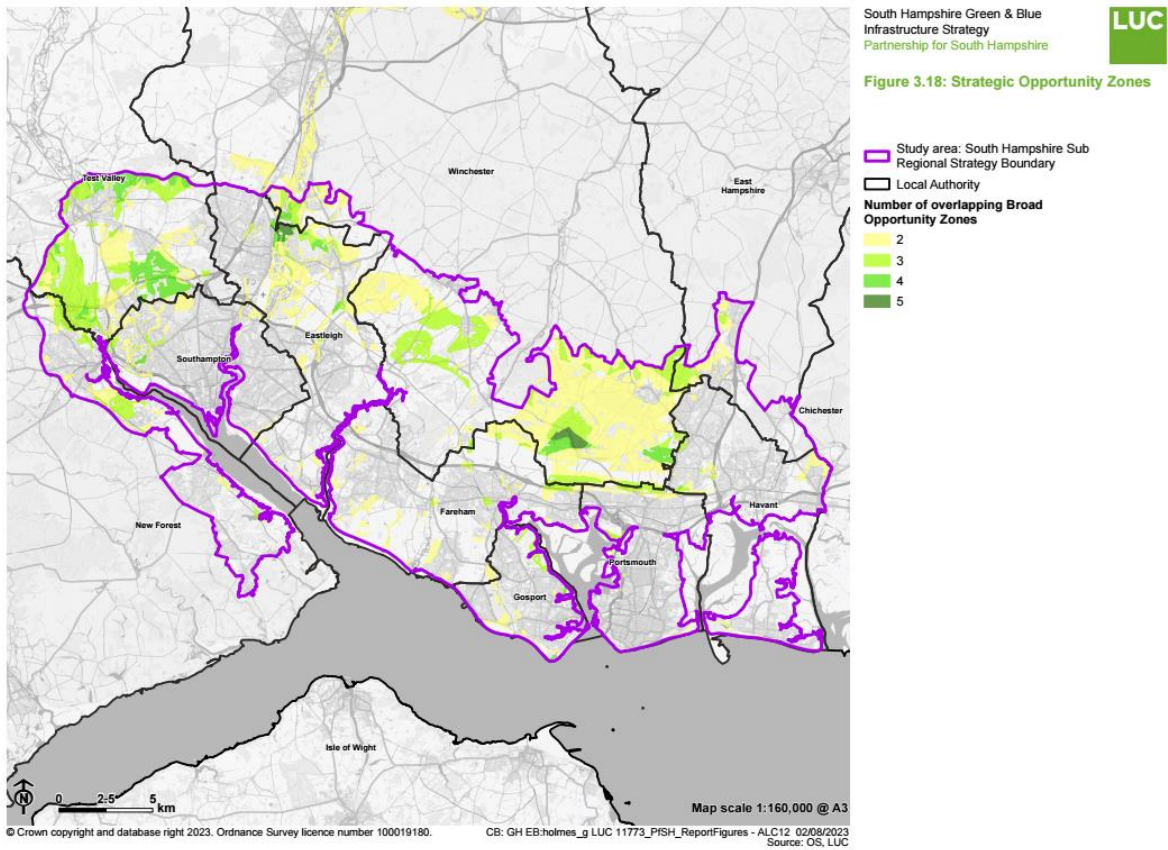 South Hampshire Green & Blue
Infrastructure Strategy
Partnership for South Hampshire
LUC
Figure 3.18: Strategic Opportunity Zones
Study area: South Hampshire Sub
Regional Strategy Boundary
Local Authority
Number of overlapping Broad
Opportunity Zones
2
3
4
5
Winchester
Test Valley
East
Hampshire
Eastleigh
Southampton
Chichester
New Forest
Fareham
Havant
Portsmouth
Gosport
Isle of Wight
N
0 2.5 5
km
Map scale 1:160,000 @ A3
© Crown copyright and database right 2023. Ordnance Survey licence number 100019180.
CB: GH EB:holmes_g LUC 11773_PfSH_ReportFigures - ALC12 02/08/2023
Source: OS, LUC